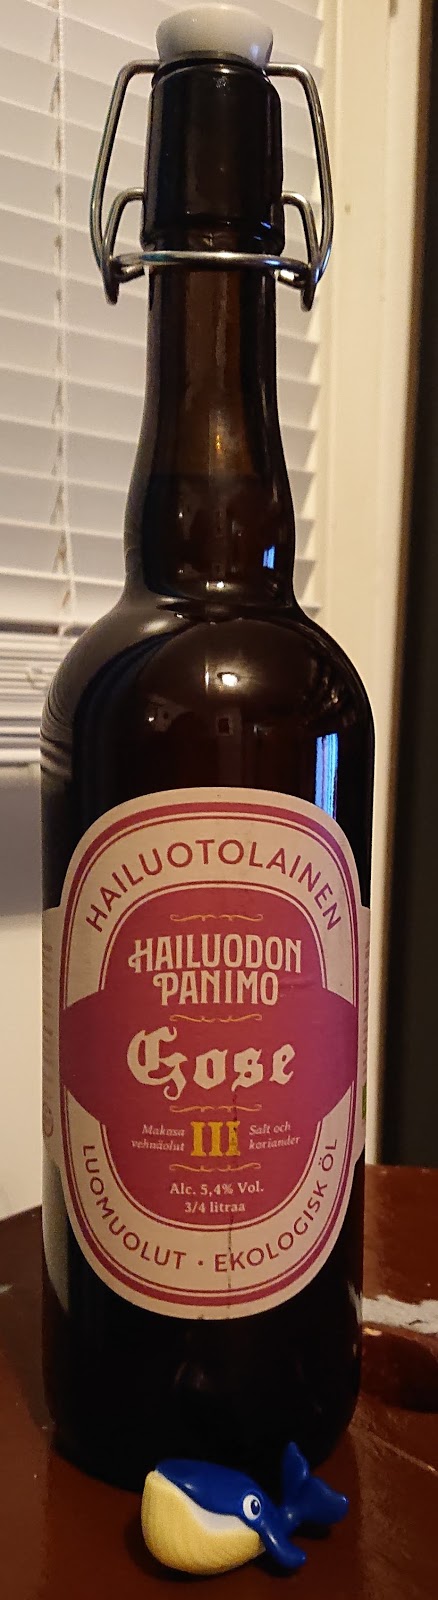 HAILUOTOLAINEN
HAILUODON
PANIMO
Gose
Makasa
vehnäolut
III
Salt och
koriander
Alc. 5,4% Vol.
3/4 litraa
LUOMUOLUT · EKOLOGISK ÖL